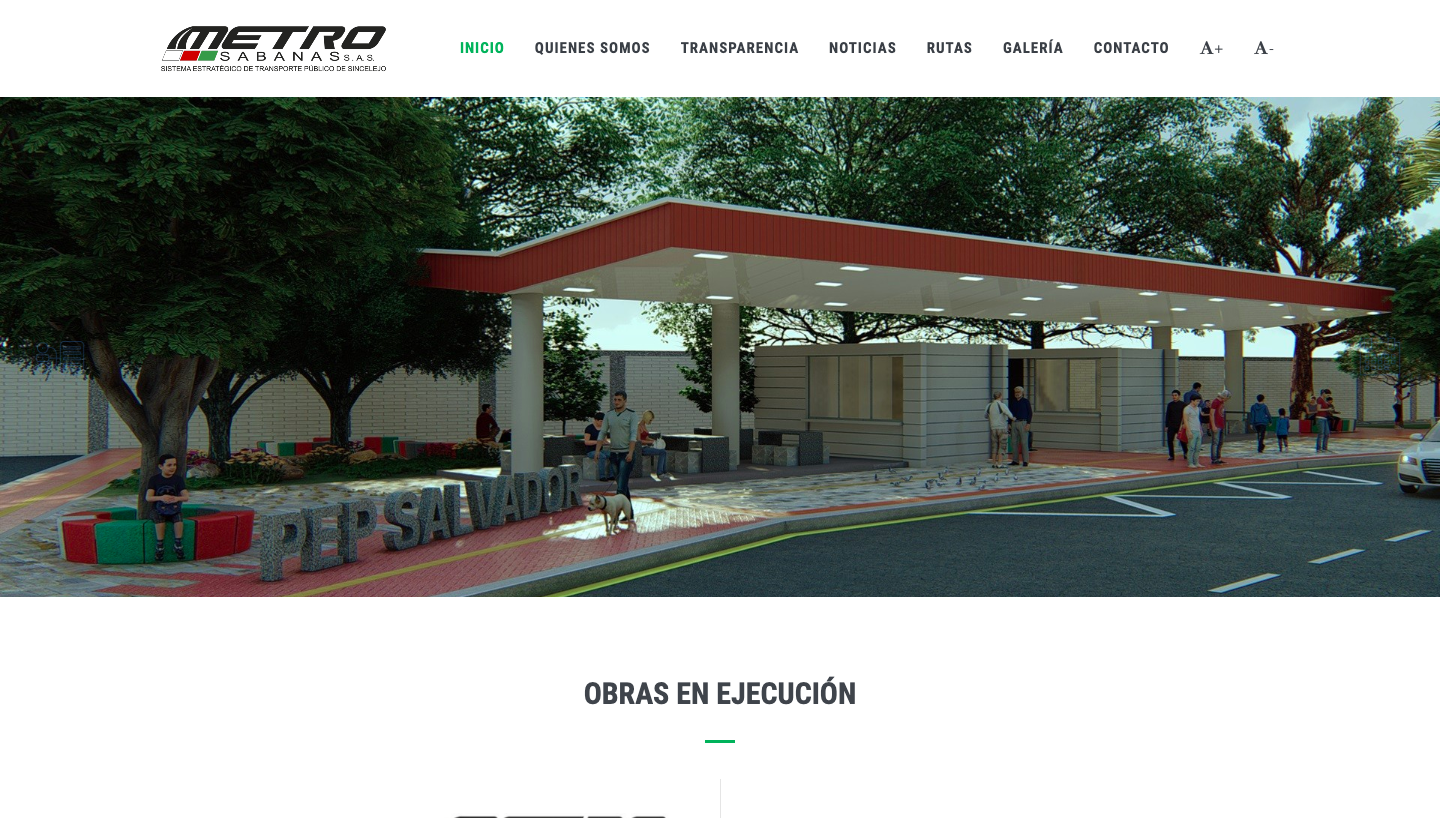 METRO
SABANAS S.A.S.
SISTEMA ESTRATÉGICO DE TRANSPORTE PÚBLICO DE SINCELEJO
INICIO QUIENES SOMOS TRANSPARENCIA NOTICIAS RUTAS GALERÍA CONTACTO A+ A-
PEP SALVADOR
OBRAS EN EJECUCIÓN